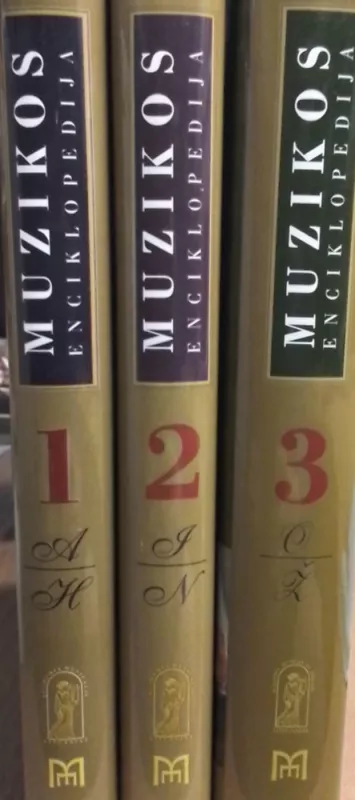 MUZIKOS
ENCIKLOPEDIJA
1
A
H
MUZIKOS
ENCIKLOPEDIJA
2
I
N
MUZIKOS
ENCIKLOPEDIJA
3
O
Ž